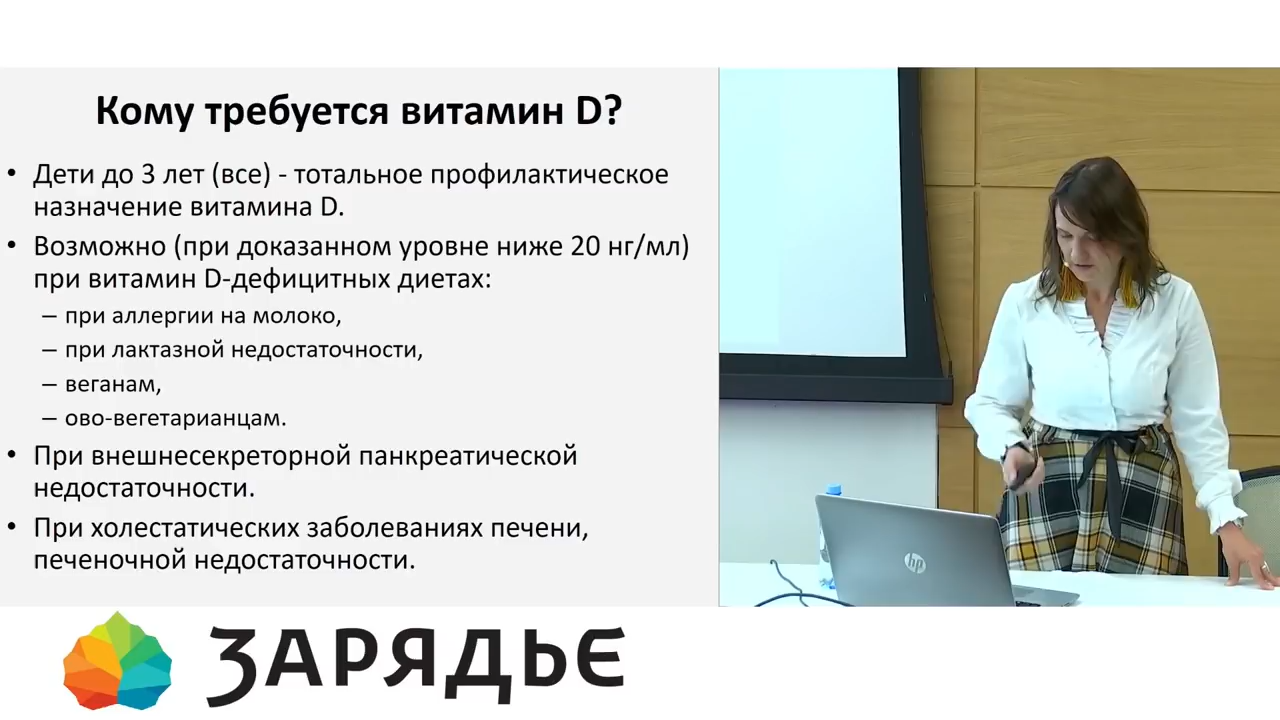 Кому требуется витамин D?
• Дети до 3 лет (все) - тотальное профилактическое
назначение витамина D.
• Возможно (при доказанном уровне ниже 20 нг/мл)
при витамин D-дефицитных диетах:
– при аллергии на молоко,
– при лактазной недостаточности,
– веганам,
– ово-вегетарианцам.
• При внешнесекреторной панкреатической
недостаточности.
• При холестатических заболеваниях печени,
печеночной недостаточности.
hp
ЗАРЯДЬЕ